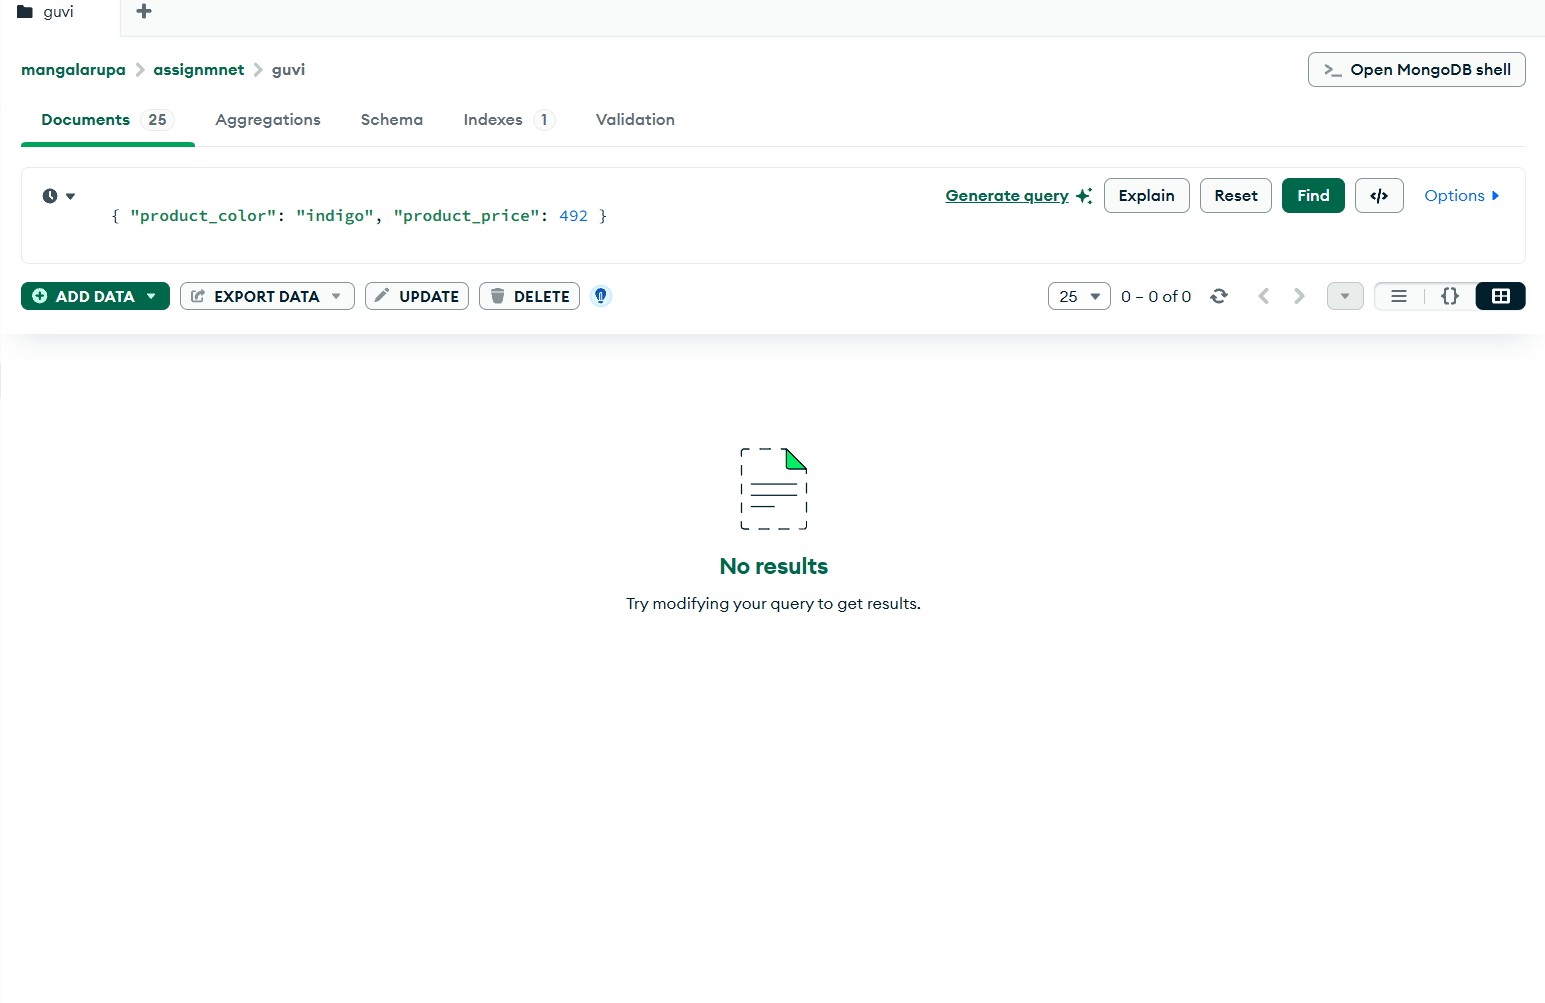 guvi
mangalarupa assignmnet guvi
>_ Open MongoDB shell
Documents 25 Aggregations Schema Indexes 1 Validation
Generate query Explain Reset Find </> Options
{ "product_color": "indigo", "product_price": 492 }
ADD DATA EXPORT DATA UPDATE DELETE 25 0 – 0 of 0 {}
No results
Try modifying your query to get results.